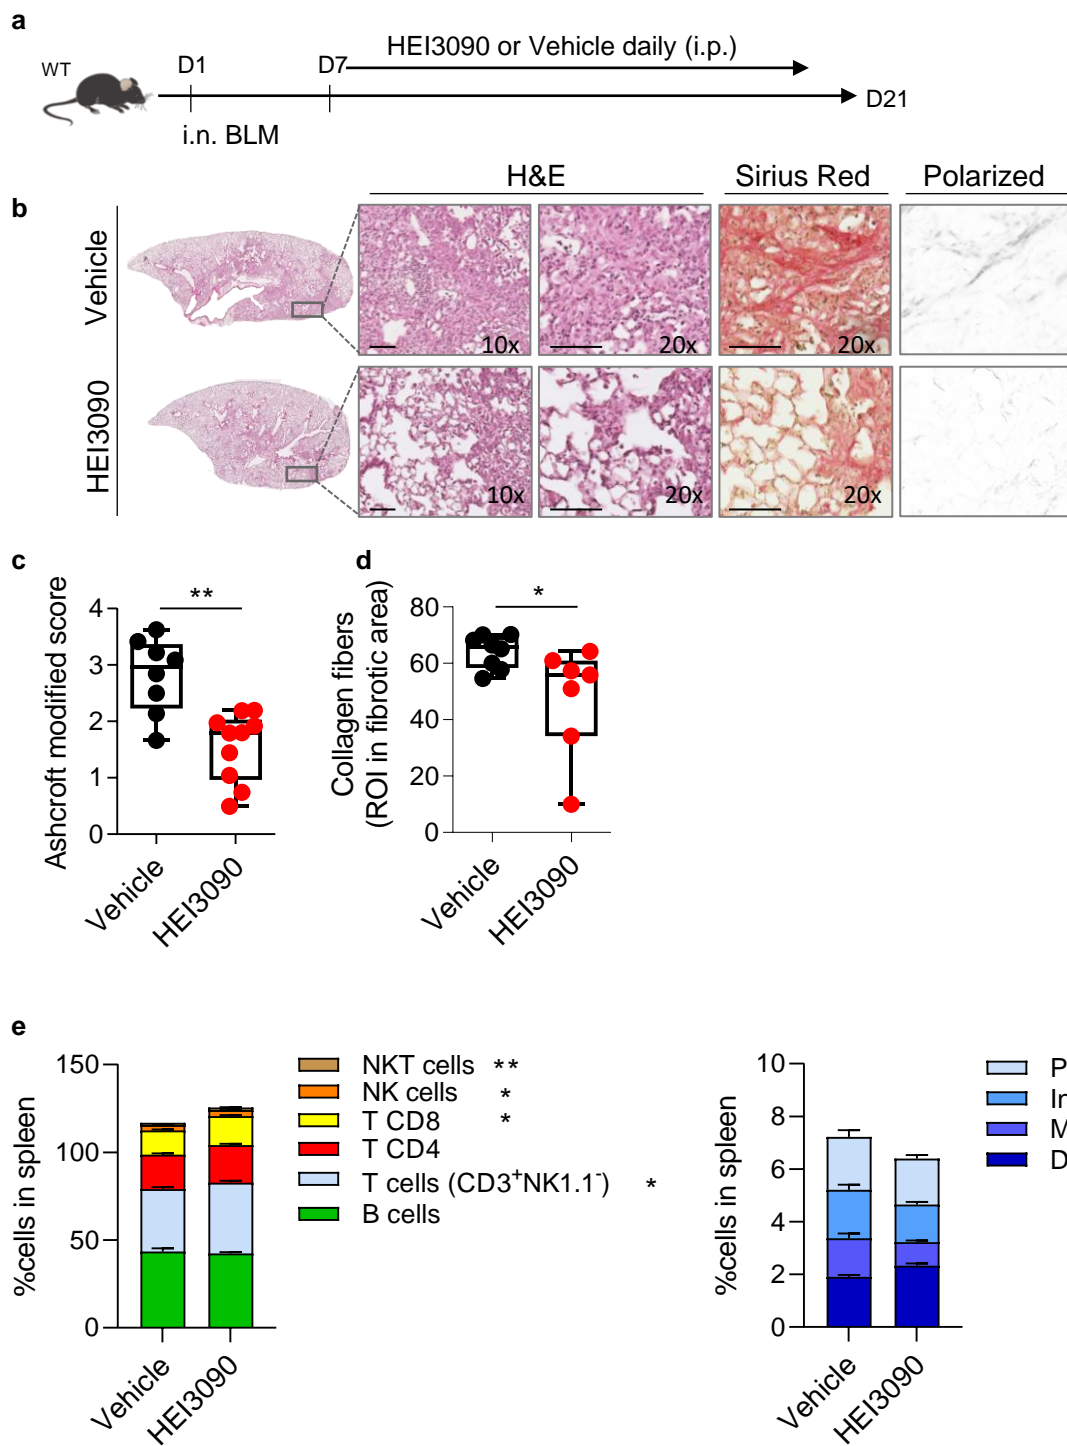 a
HEI3090 or Vehicle daily (i.p.)
WT
D1
D7
D21
i.n. BLM
H&E
Sirius Red
Polarized
b
Vehicle
10x
20x
20x
HEI3090
10x
20x
20x
c
d
Ashcroft modified score
**
4
3
2
1
0
Vehicle
HEI3090
Collagen fibers
(ROI in fibrotic area)
*
80
60
40
20
0
Vehicle
HEI3090
e
%cells in spleen
150
100
50
0
Vehicle
HEI3090
NKT cells **
NK cells *
T CD8 *
T CD4
T cells (CD3⁺NK1.1⁻) *
B cells
%cells in spleen
10
8
6
4
2
0
Vehicle
HEI3090
P
In
M
D